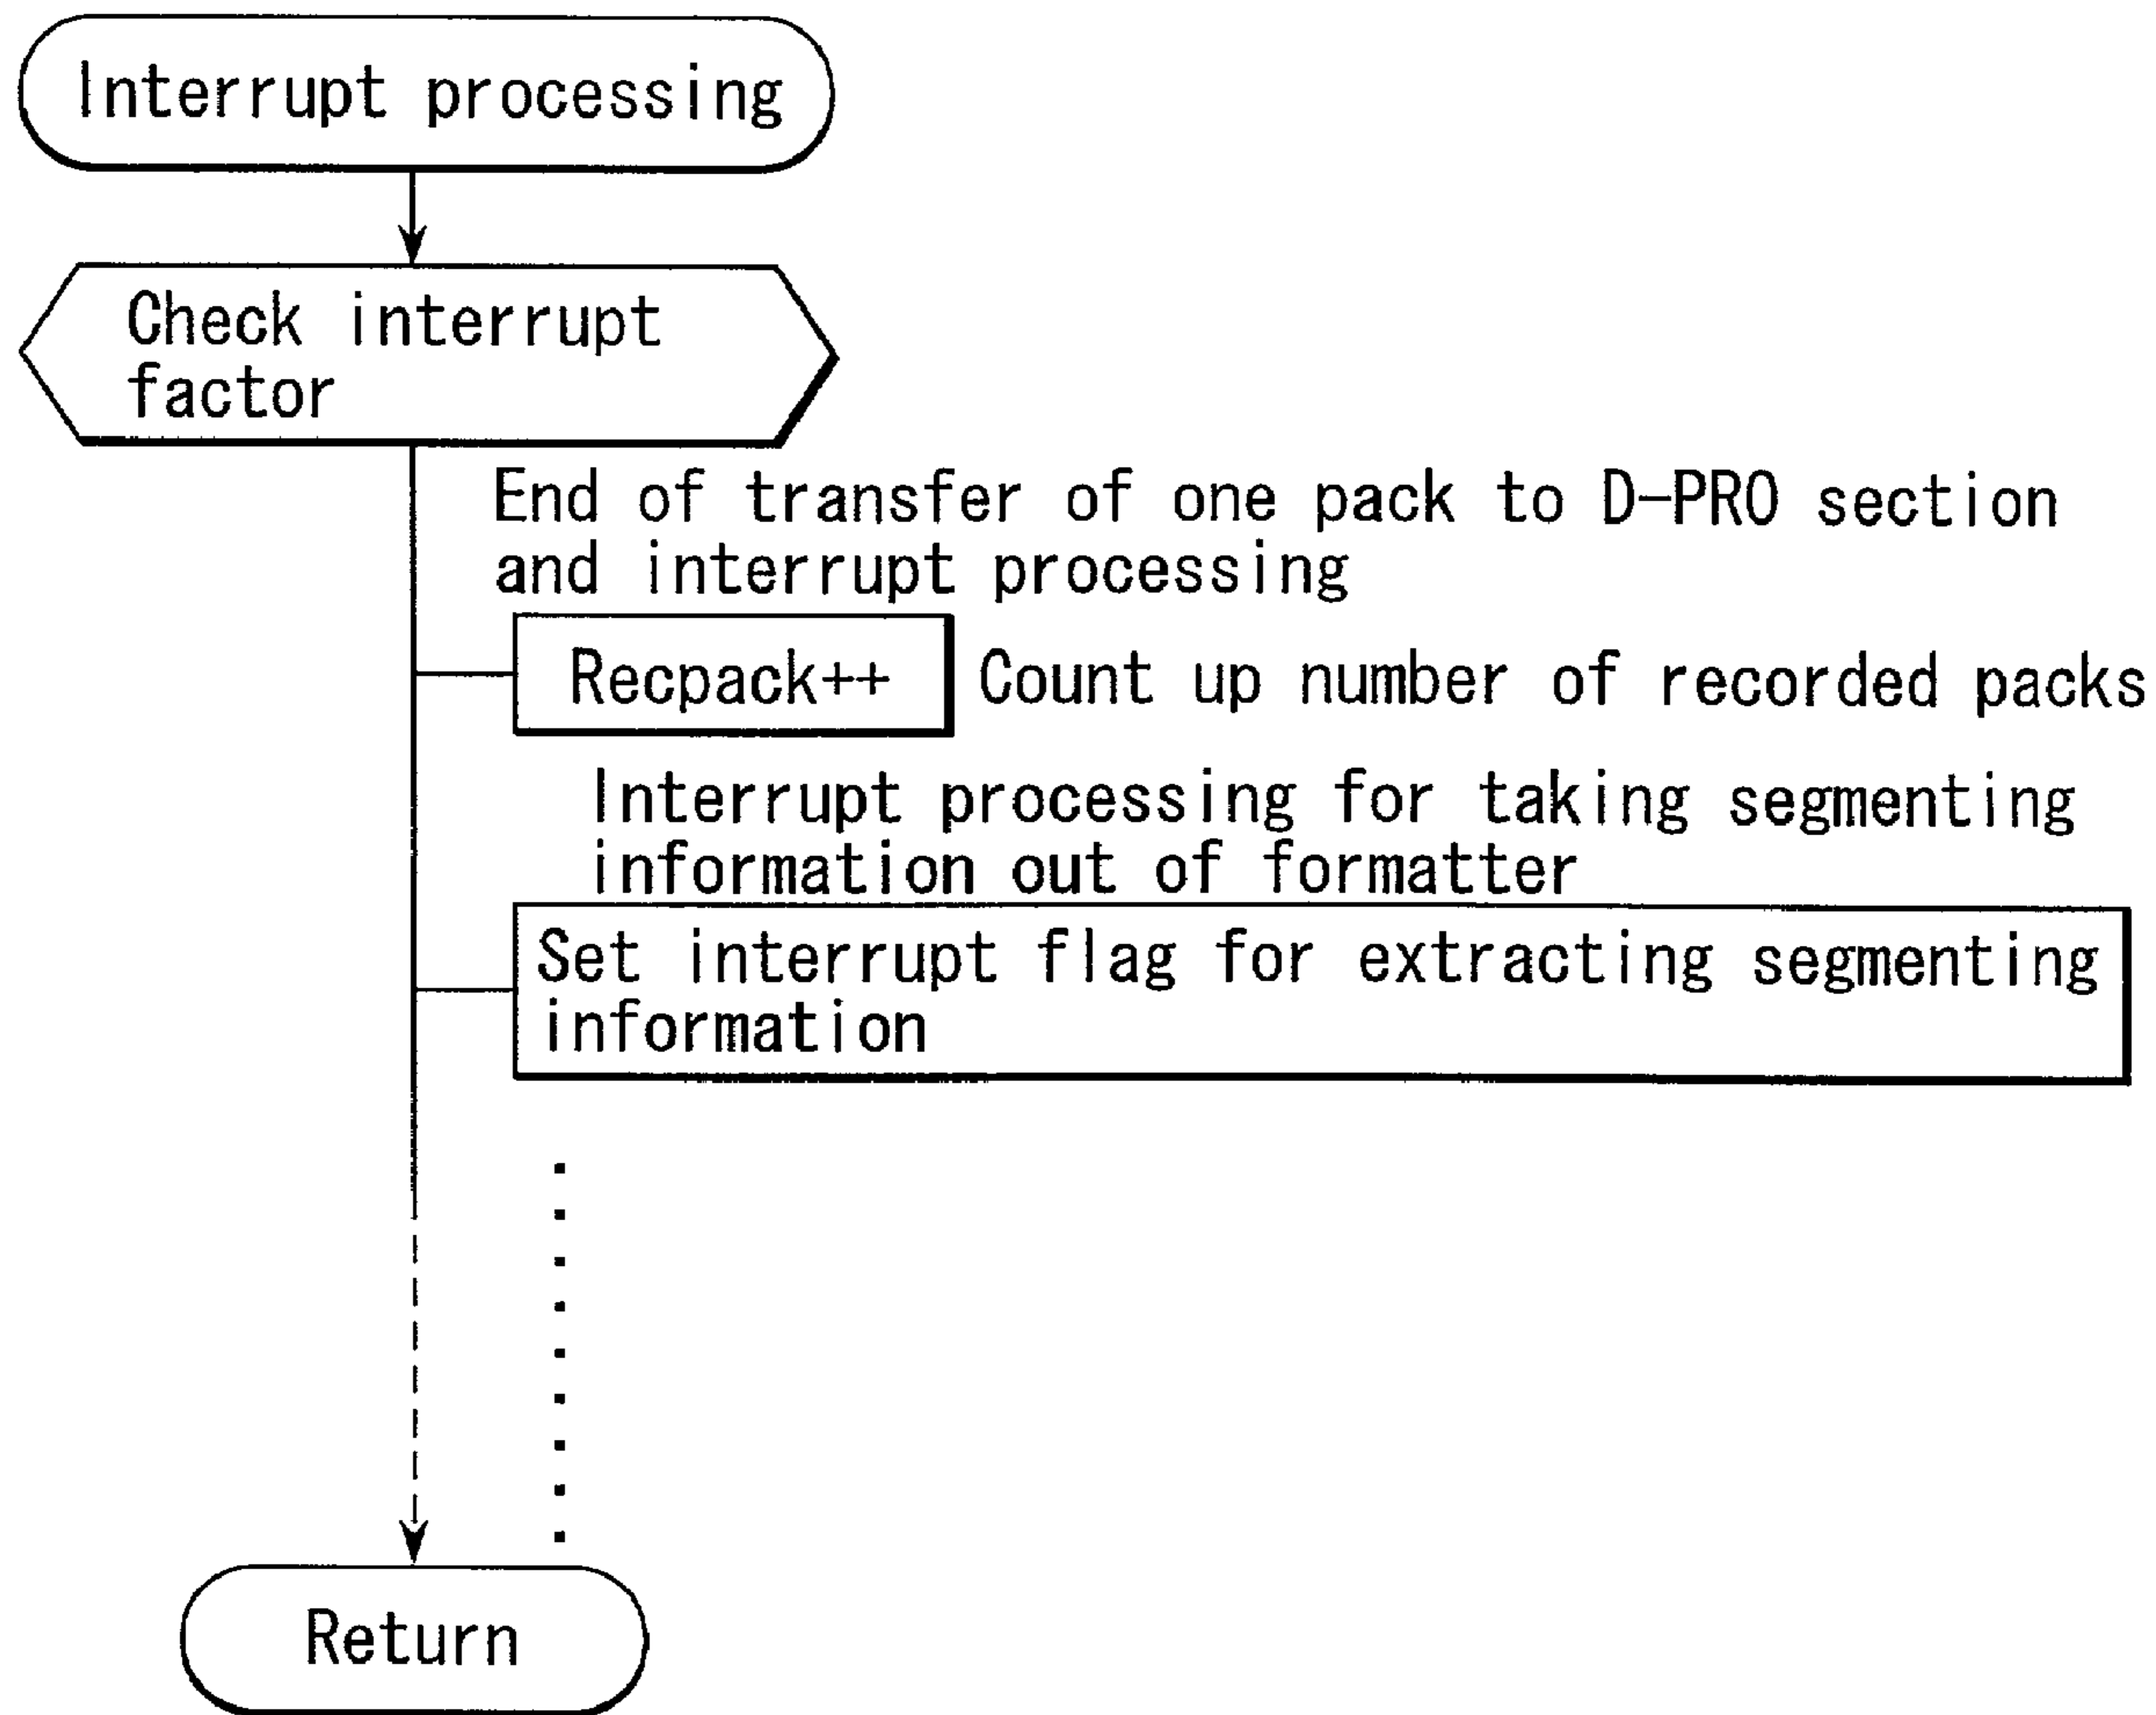 Interrupt processing
Check interrupt
factor
End of transfer of one pack to D-PRO section
and interrupt processing
Recpack++ Count up number of recorded packs
Interrupt processing for taking segmenting
information out of formatter
Set interrupt flag for extracting segmenting
information
Return